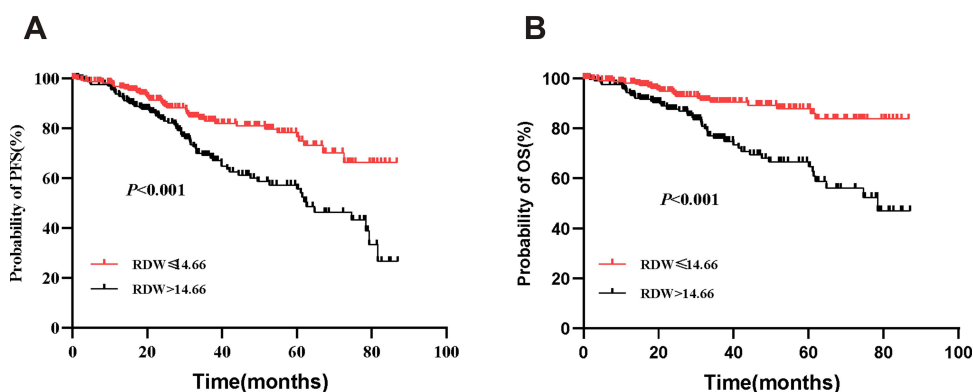 A
Probability of PFS(%)
100
80
60
40
20
0
P<0.001
RDW⩽14.66
RDW>14.66
0 20 40 60 80 100
Time(months)
B
Probability of OS(%)
100
80
60
40
20
0
P<0.001
RDW⩽14.66
RDW>14.66
0 20 40 60 80 100
Time(months)